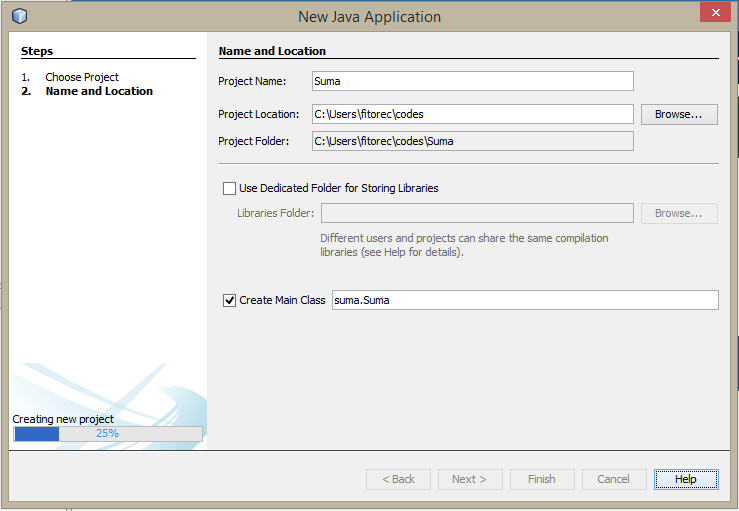 New Java Application
Steps
1. Choose Project
2. Name and Location
Name and Location
Project Name: Suma
Project Location: C:\Users\fitorec\codes Browse...
Project Folder: C:\Users\fitorec\codes\Suma
Use Dedicated Folder for Storing Libraries
Libraries Folder: Browse...
Different users and projects can share the same compilation
libraries (see Help for details).
Create Main Class suma.Suma
Creating new project
25%
< Back Next > Finish Cancel Help